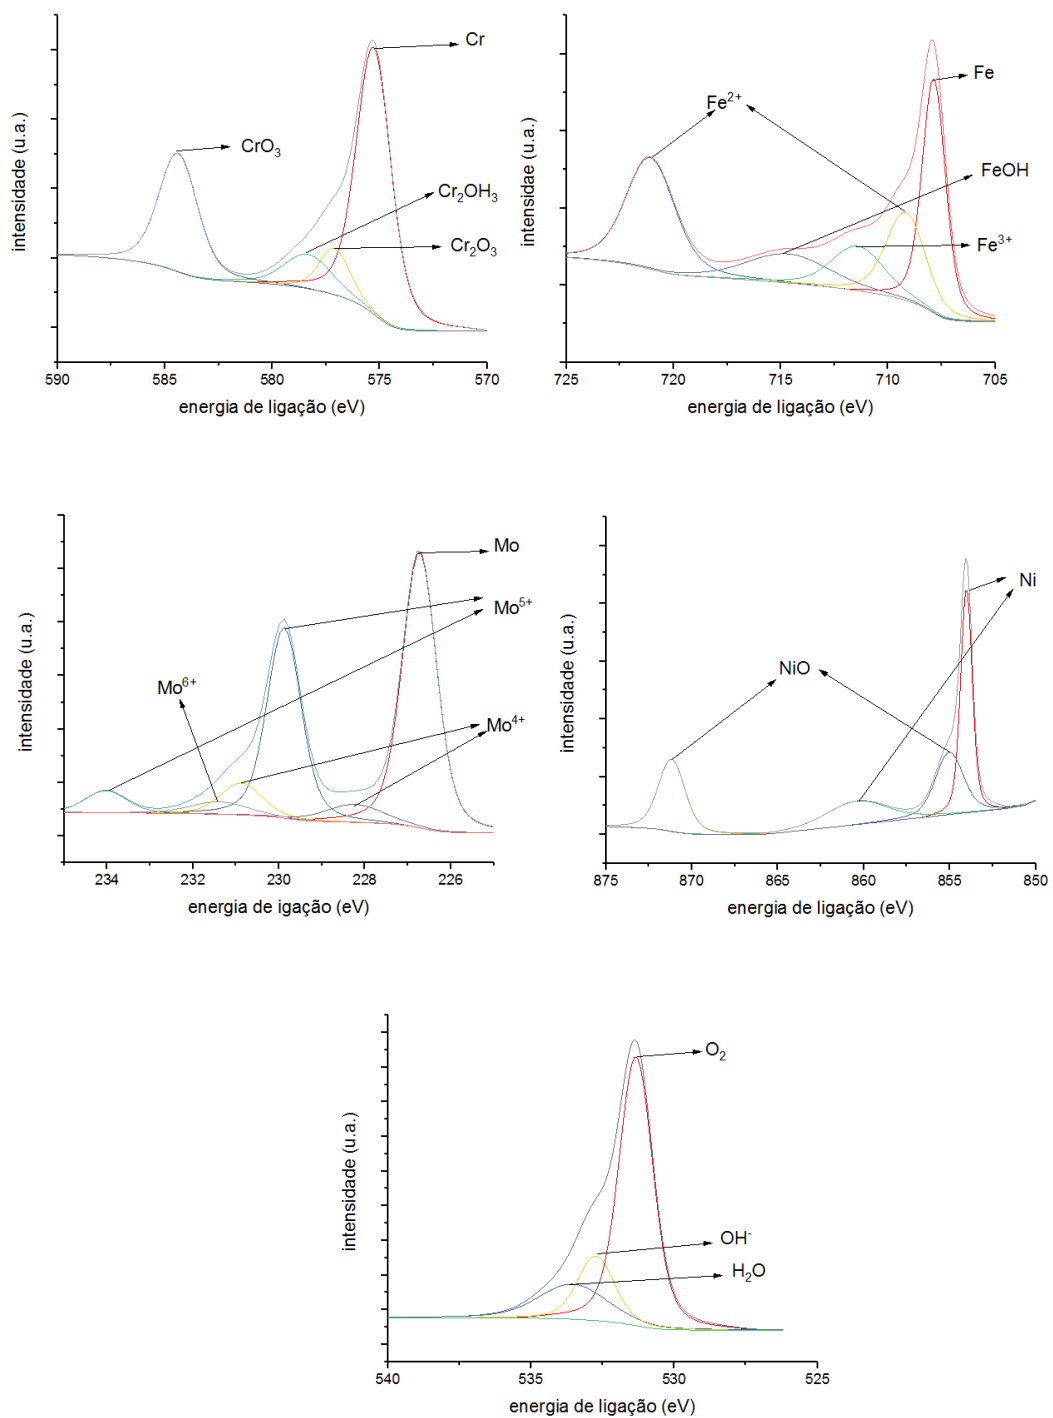 Cr
CrO₃
Cr₂OH₃
Cr₂O₃
intensidade (u.a.)
590 585 580 575 570
energia de ligação (eV)
Fe
Fe²⁺
FeOH
Fe³⁺
intensidae (u.a.)
725 720 715 710 705
energia de ligação (eV)
Mo
Mo⁵⁺
Mo⁶⁺
Mo⁴⁺
intensidade (u.a.)
234 232 230 228 226
energia de igação (eV)
Ni
NiO
intensidade (u.a.)
875 870 865 860 855 850
energia de ligação (eV)
O₂
OH⁻
H₂O
intensidade (u.a.)
540 535 530 525
energia de ligação (eV)